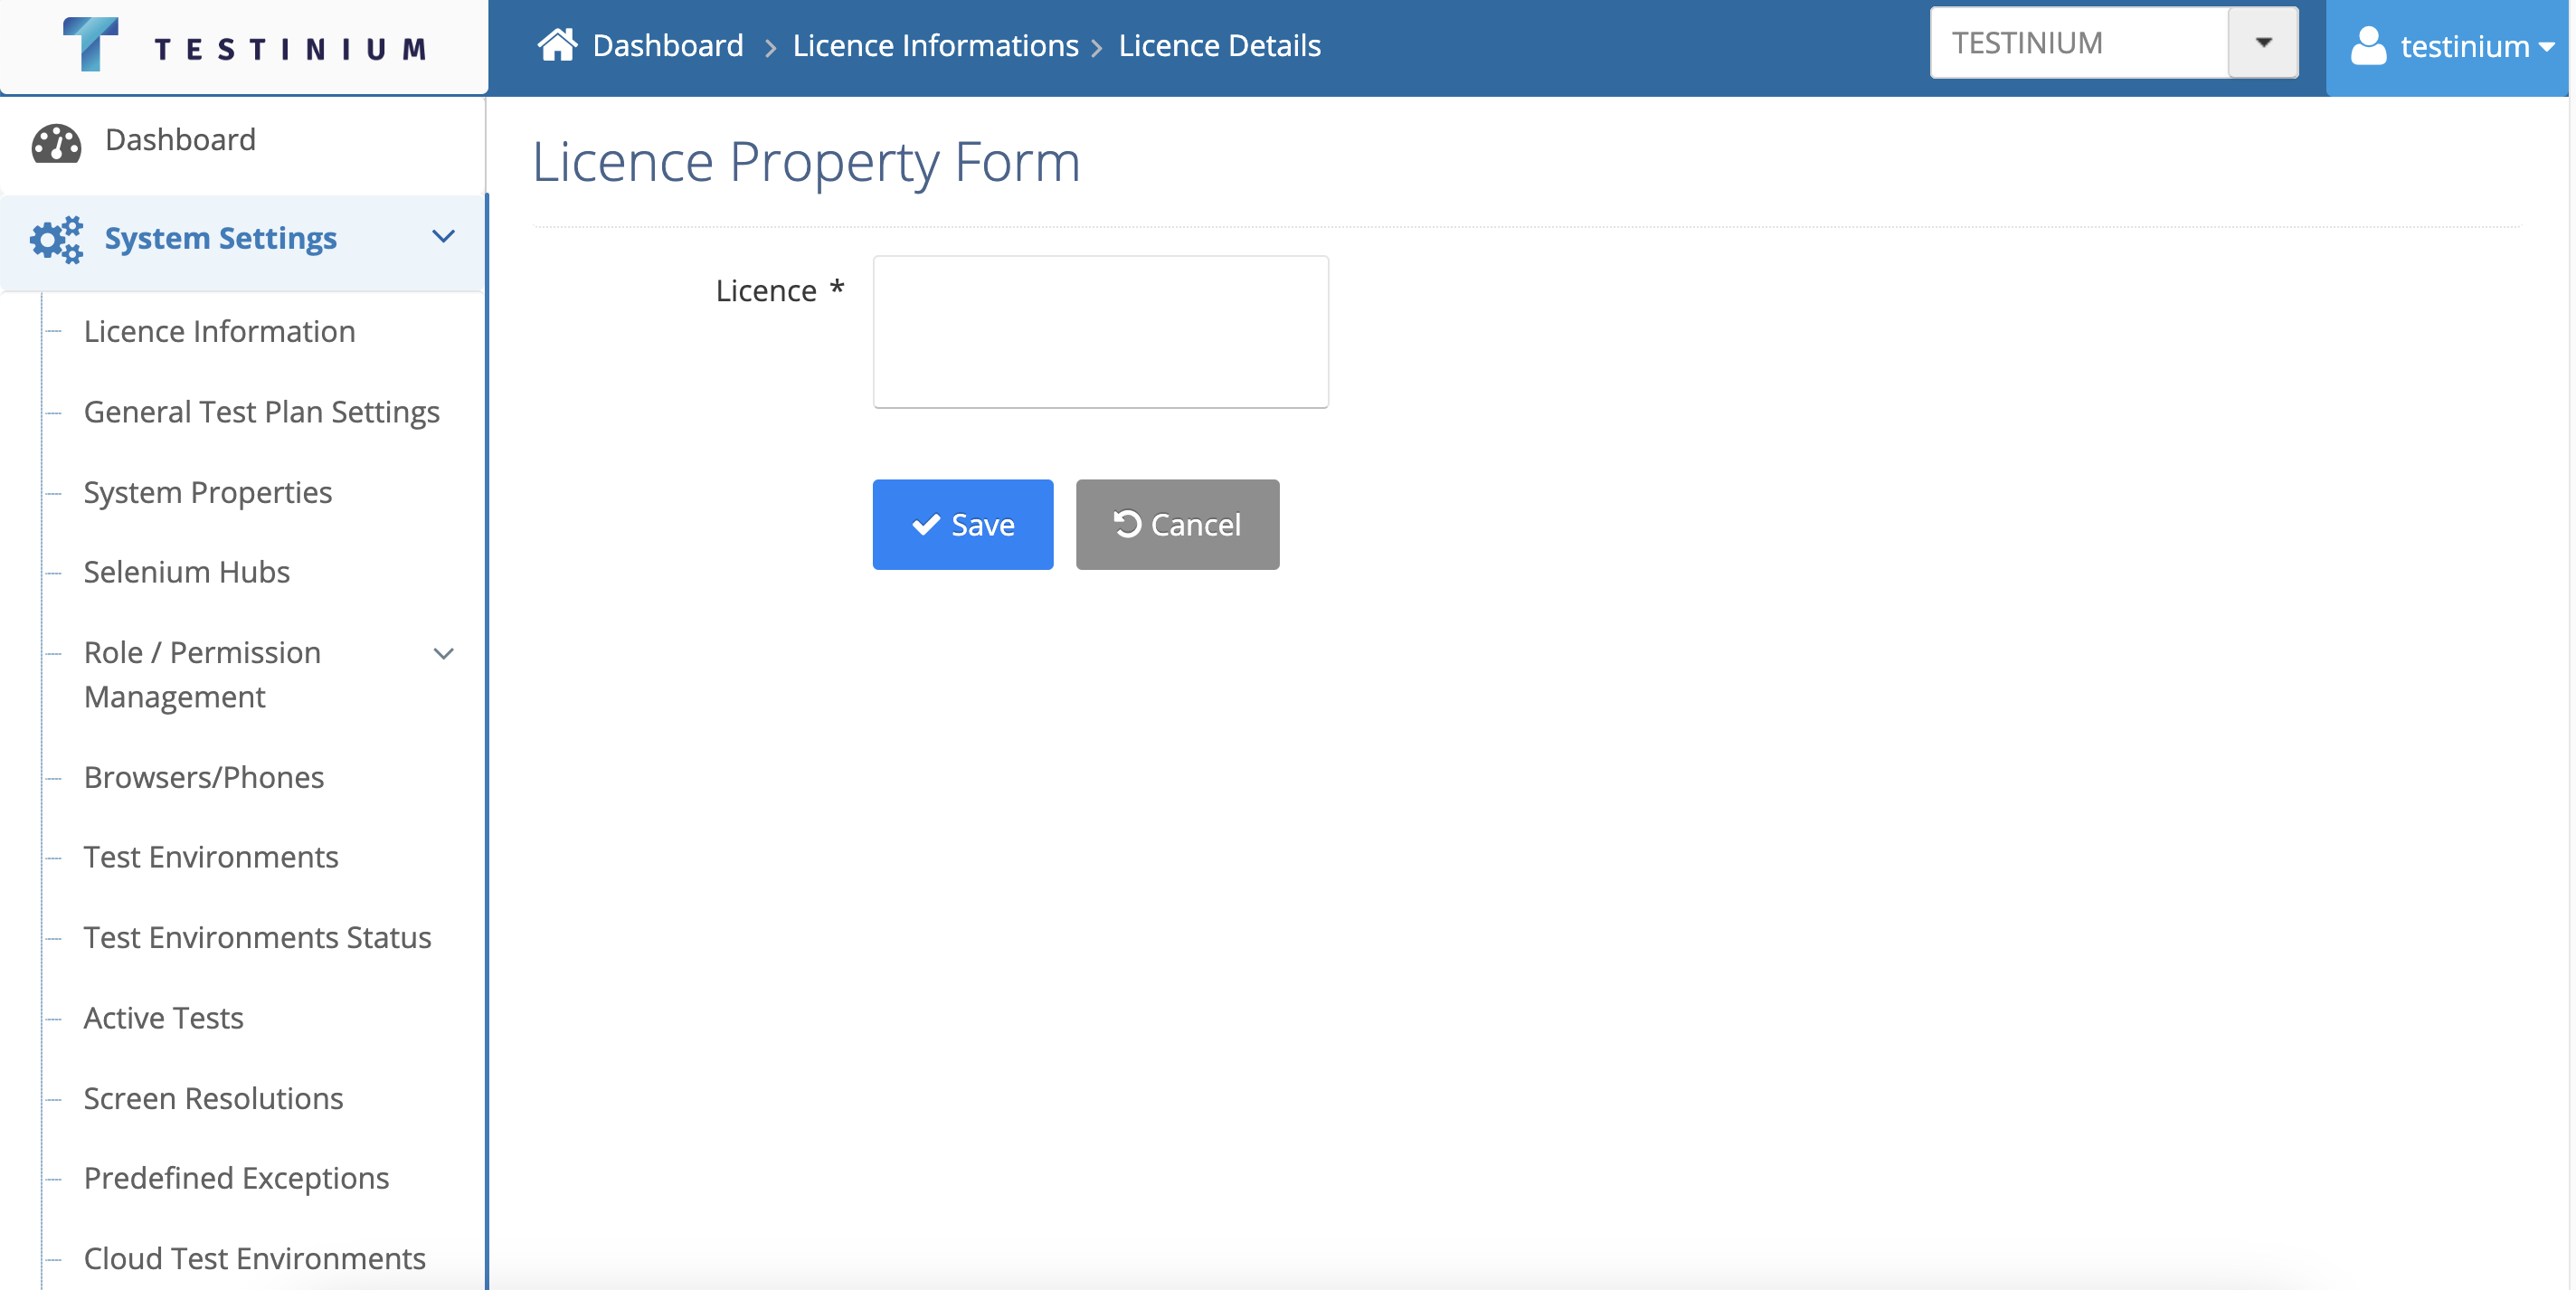 TESTINIUM
Dashboard > Licence Informations > Licence Details
TESTINIUM
testinium
Dashboard
System Settings
Licence Information
General Test Plan Settings
System Properties
Selenium Hubs
Role / Permission
Management
Browsers/Phones
Test Environments
Test Environments Status
Active Tests
Screen Resolutions
Predefined Exceptions
Cloud Test Environments
Licence Property Form
Licence *
Save
Cancel